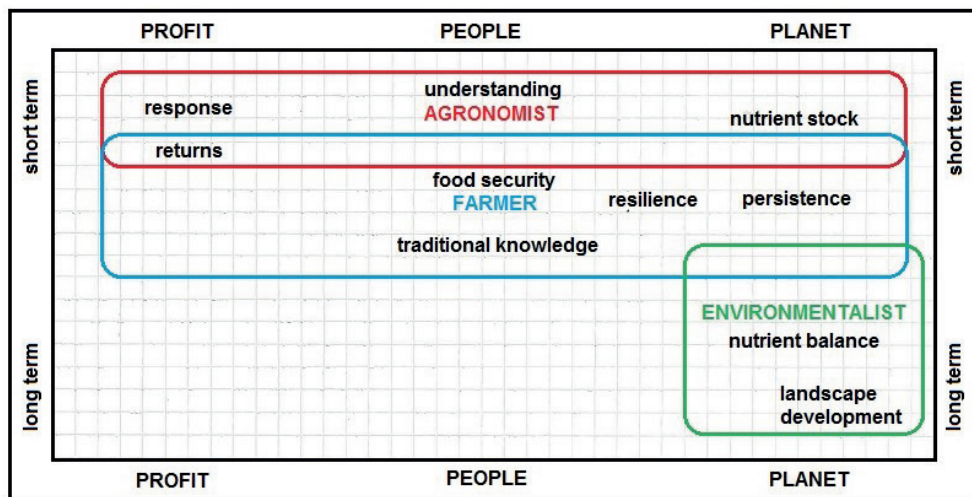 PROFIT PEOPLE PLANET
short term
short term
understanding
response AGRONOMIST
nutrient stock
returns
food security
FARMER resilience persistence
traditional knowledge
ENVIRONMENTALIST
nutrient balance
long term
long term
landscape
development
PROFIT PEOPLE PLANET